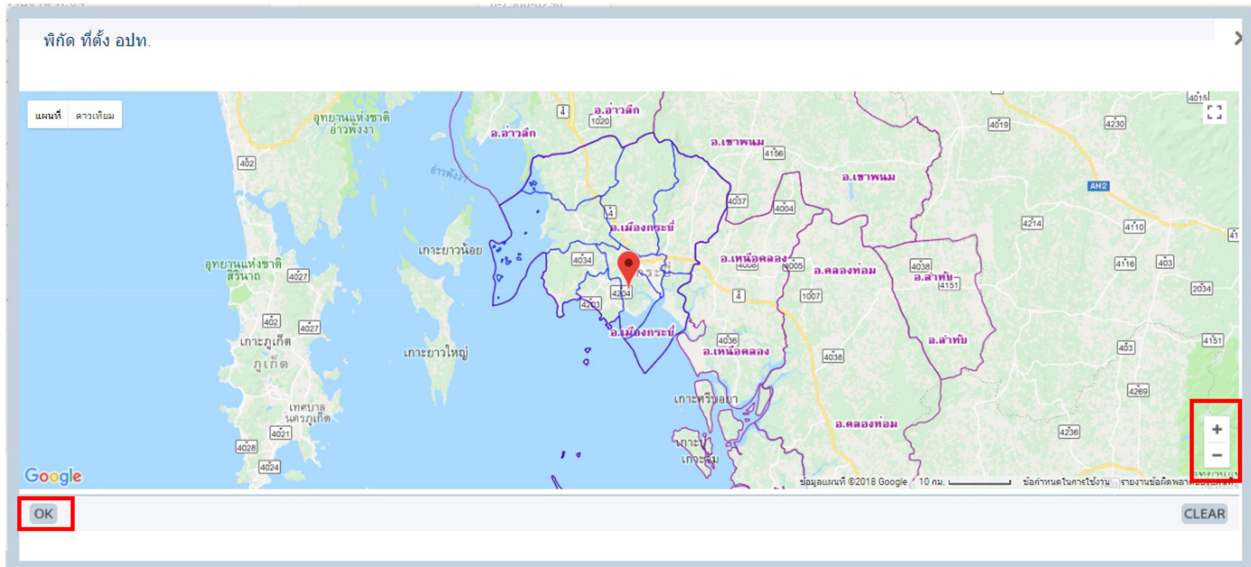 พิกัด ที่ตั้ง อปท.
แผนที่ ดาวเทียม
อุทยานแห่งชาติ
อ่าวพังงา
4
อ.อ่าวลึก
1020
อ.อ่าวลึก
4015
4019
4230
402
อ่าวพังงา
อ.เขาพนม
4156
อ.เขาพนม
AH2
4037
4004
4
อ.เมืองกระบี่
4214
4110
41
เกาะยาวน้อย
อุทยานแห่งชาติ
สิรินาถ
4027
4034
อ.เหนือคลอง
4005
อ.คลองท่อม
4038
อ.ลำทับ
4151
4116
403
4204
4203
4
1007
2034
402
4027
เกาะภูเก็ต
ภูเก็ต
เกาะยาวใหญ่
อ.เมืองกระบี่
4036
อ.เหนือคลอง
4038
อ.ลำทับ
403
4151
เทศบาล
นครภูเก็ต
4021
4028
4024
เกาะศรีบอยา
อ.คลองท่อม
4269
4236
+
−
Google
ข้อมูลแผนที่ ©2018 Google
10 กม.
ข้อกำหนดในการใช้งาน
OK
CLEAR